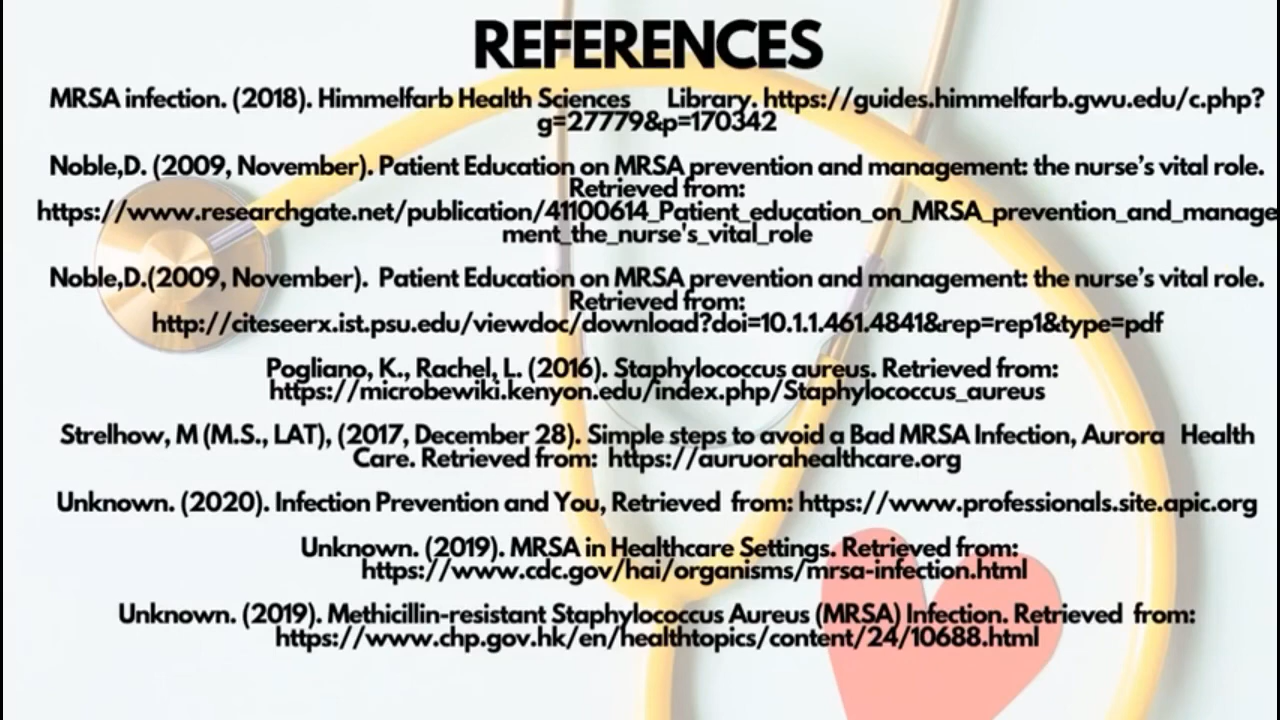 REFERENCES
MRSA infection. (2018). Himmelfarb Health Sciences Library. https://guides.himmelfarb.gwu.edu/c.php?
g=27779&p=170342
Noble,D. (2009, November). Patient Education on MRSA prevention and management: the nurse's vital role.
Retrieved from:
https://www.researchgate.net/publication/41100614_Patient_education_on_MRSA_prevention_and_manage
ment_the_nurse's_vital_role
Noble,D.(2009, November). Patient Education on MRSA prevention and management: the nurse's vital role.
Retrieved from:
http://citeseerx.ist.psu.edu/viewdoc/download?doi=10.1.1.461.4841&rep=rep1&type=pdf
Pogliano, K., Rachel, L. (2016). Staphylococcus aureus. Retrieved from:
https://microbewiki.kenyon.edu/index.php/Staphylococcus_aureus
Strelhow, M (M.S., LAT), (2017, December 28). Simple steps to avoid a Bad MRSA Infection, Aurora Health
Care. Retrieved from: https://auruorahealthcare.org
Unknown. (2020). Infection Prevention and You, Retrieved from: https://www.professionals.site.apic.org
Unknown. (2019). MRSA in Healthcare Settings. Retrieved from:
https://www.cdc.gov/hai/organisms/mrsa-infection.html
Unknown. (2019). Methicillin-resistant Staphylococcus Aureus (MRSA) Infection. Retrieved from:
https://www.chp.gov.hk/en/healthtopics/content/24/10688.html